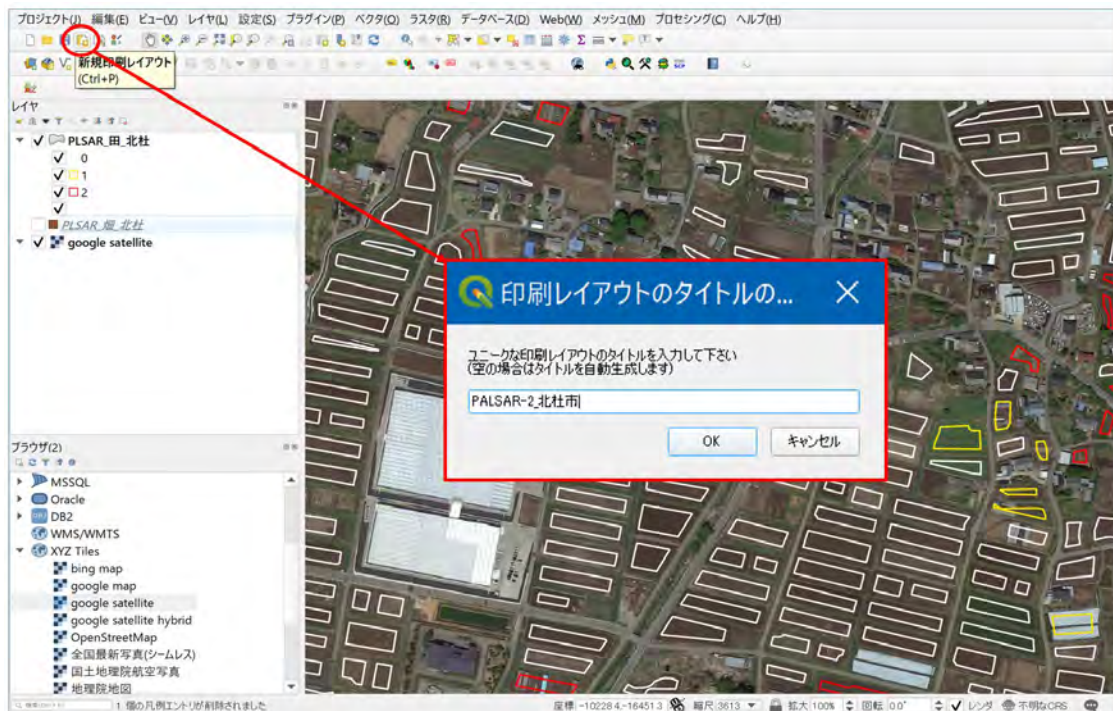 プロジェクト(J) 編集(E) ビュー(V) レイヤ(L) 設定(S) プラグイン(P) ベクタ(O) ラスタ(R) データベース(D) Web(W) メッシュ(M) プロセシング(C) ヘルプ(H)
新規印刷レイアウト
(Ctrl+P)
レイヤ
PLSAR_田_北杜
0
1
2
PLSAR_畑_北杜
google satellite
印刷レイアウトのタイトルの...
ユニークな印刷レイアウトのタイトルを入力して下さい
(空の場合はタイトルを自動生成します)
PALSAR-2_北杜市
OK キャンセル
ブラウザ(2)
MSSQL
Oracle
DB2
WMS/WMTS
XYZ Tiles
bing map
google map
google satellite
google satellite hybrid
OpenStreetMap
全国最新写真(シームレス)
国土地理院航空写真
地理院地図
1 個の凡例エントリが削除されました 座標 -102284,-164513 縮尺 3613 拡大 100% 回転 0.0° レンダ 不明なCRS